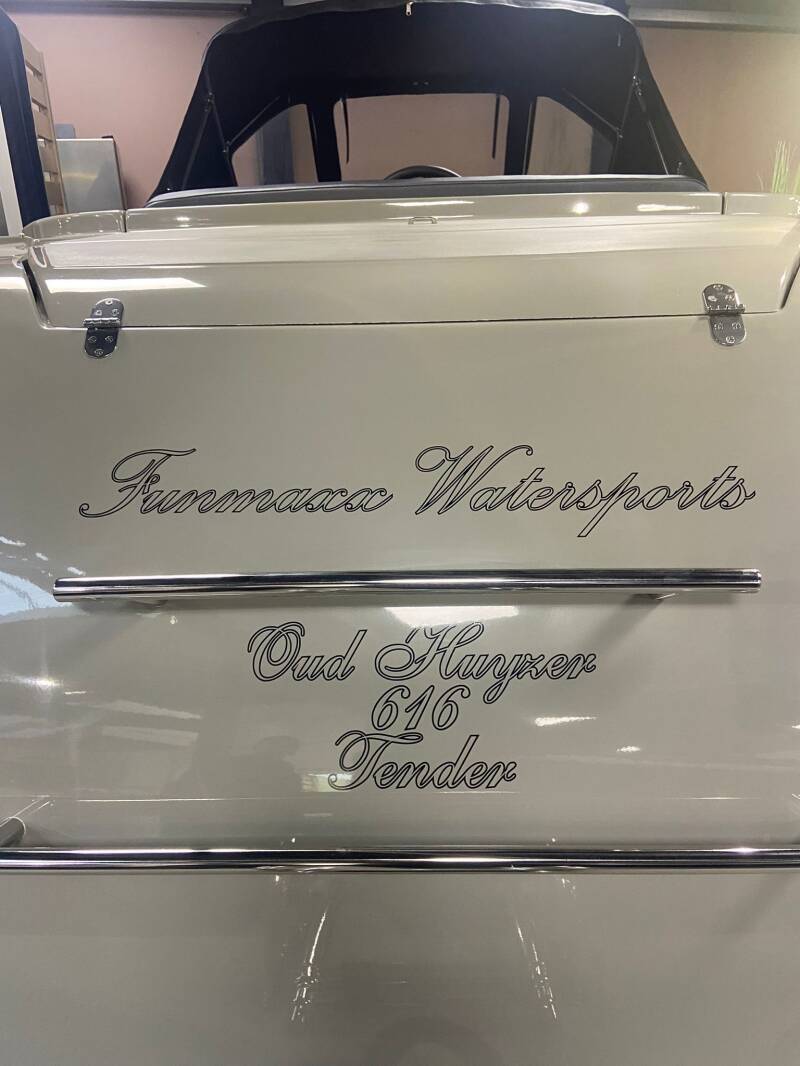 Funmaxx Watersports
Oud Huyzer
616
Tender